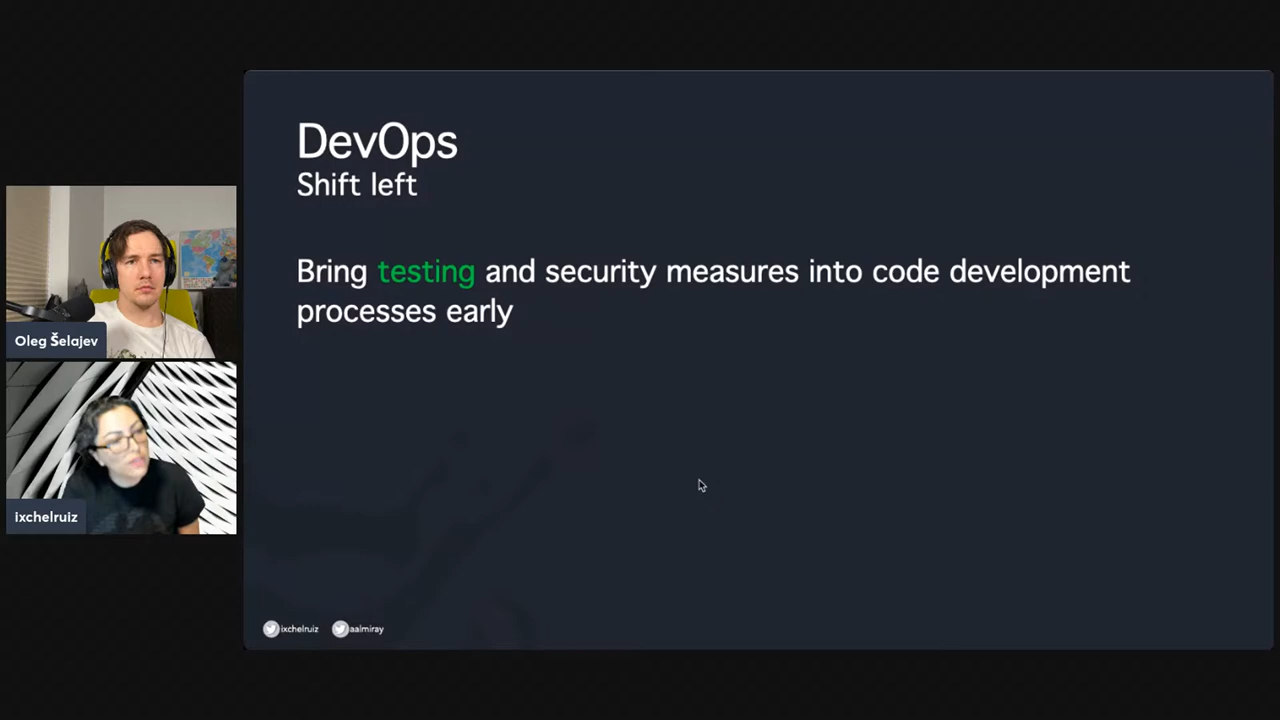 DevOps
Shift left
Bring testing and security measures into code development
processes early
Oleg Šelajev
ixchelruiz
ixchelruiz
aalmiray